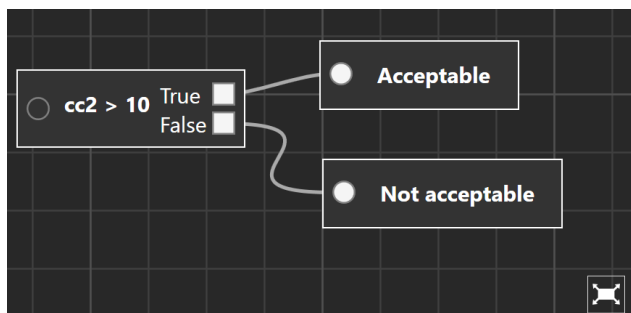 cc2 > 10
True
False
Acceptable
Not acceptable